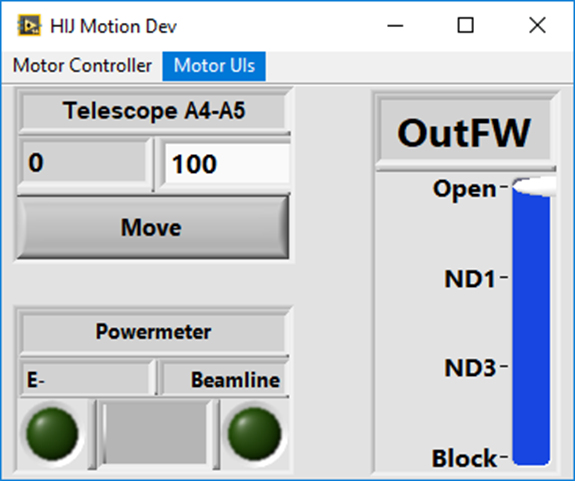 HIJ Motion Dev
Motor Controller Motor UIs
Telescope A4-A5
0 100
Move
Powermeter
E- Beamline
OutFW
Open
ND1
ND3
Block